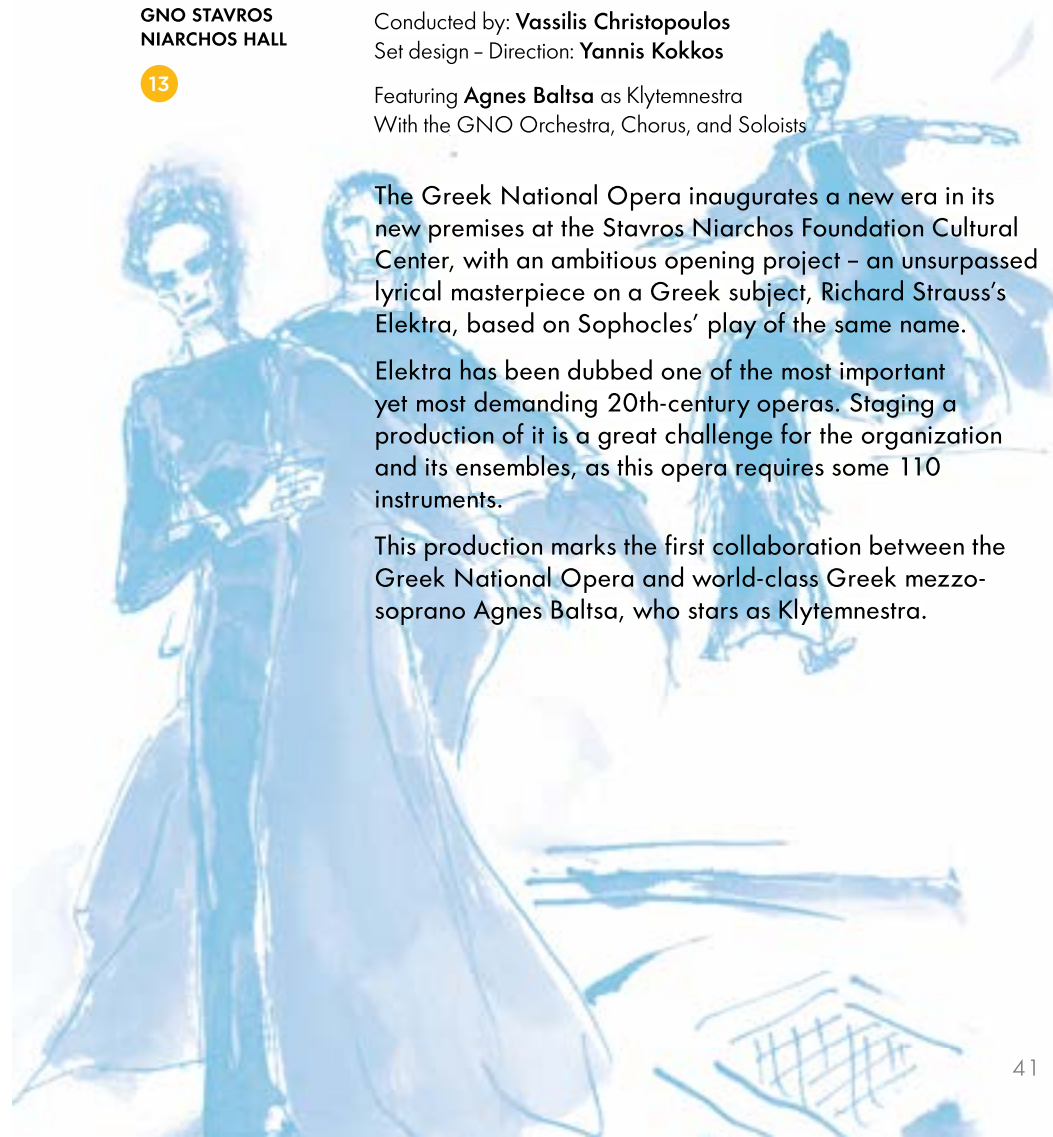 GNO STAVROS
NIARCHOS HALL
13
Conducted by: Vassilis Christopoulos
Set design – Direction: Yannis Kokkos
Featuring Agnes Baltsa as Klytemnestra
With the GNO Orchestra, Chorus, and Soloists
The Greek National Opera inaugurates a new era in its
new premises at the Stavros Niarchos Foundation Cultural
Center, with an ambitious opening project – an unsurpassed
lyrical masterpiece on a Greek subject, Richard Strauss’s
Elektra, based on Sophocles’ play of the same name.
Elektra has been dubbed one of the most important
yet most demanding 20th-century operas. Staging a
production of it is a great challenge for the organization
and its ensembles, as this opera requires some 110
instruments.
This production marks the first collaboration between the
Greek National Opera and world-class Greek mezzo-
soprano Agnes Baltsa, who stars as Klytemnestra.
41